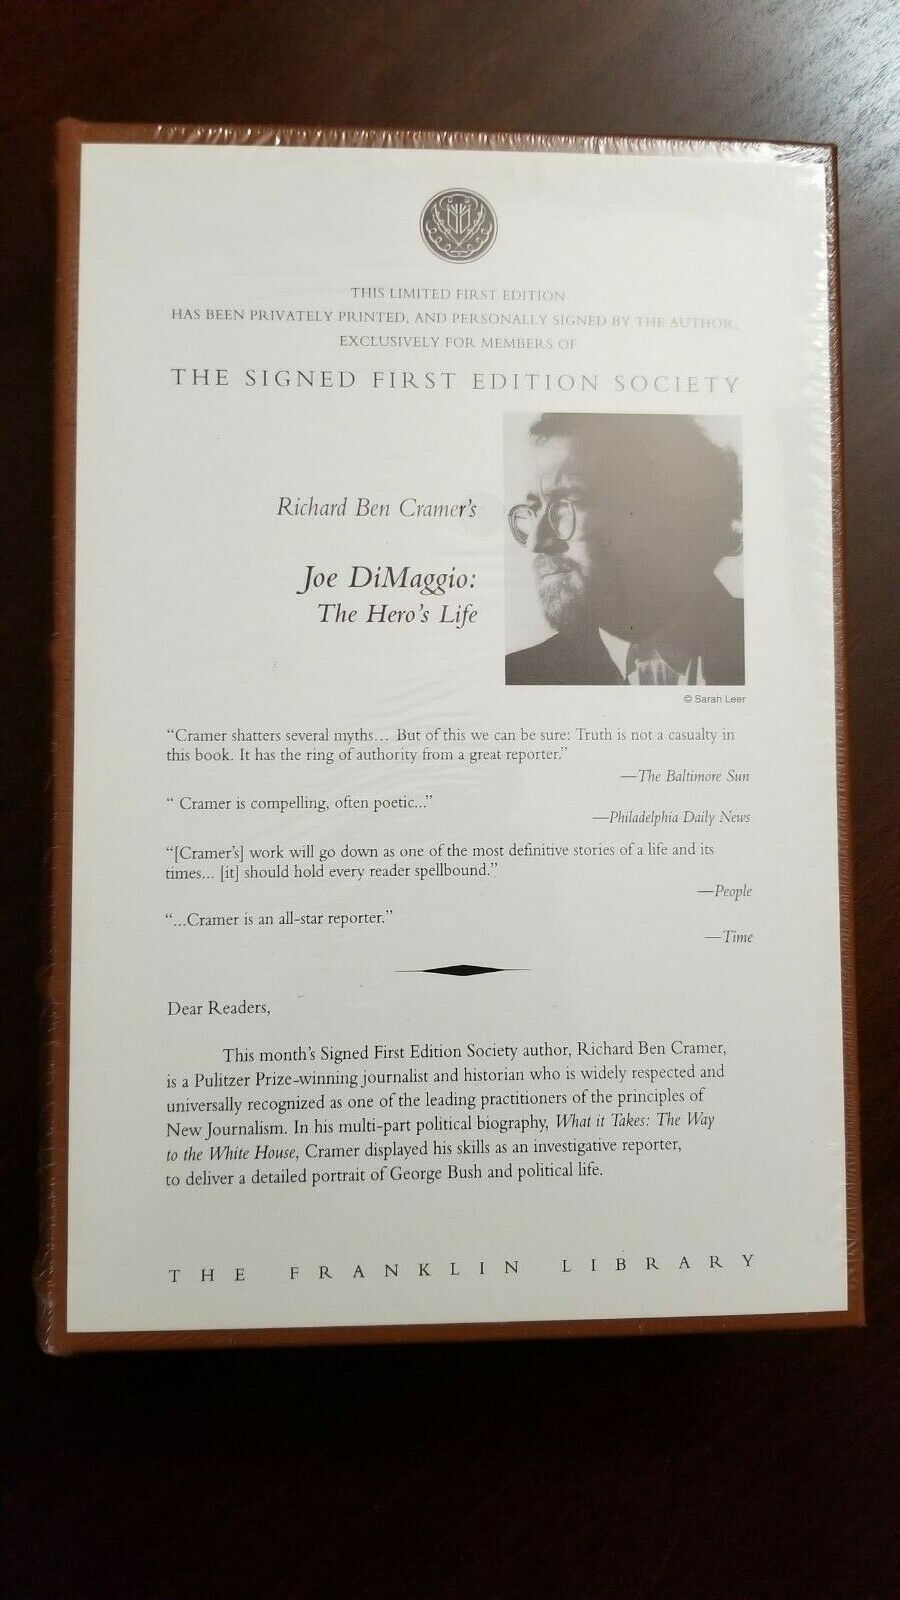 THIS LIMITED FIRST EDITION
HAS BEEN PRIVATELY PRINTED, AND PERSONALLY SIGNED BY THE AUTHOR,
EXCLUSIVELY FOR MEMBERS OF
THE SIGNED FIRST EDITION SOCIETY
Richard Ben Cramer's
Joe DiMaggio:
The Hero's Life
© Sarah Leer
“Cramer shatters several myths... But of this we can be sure: Truth is not a casualty in
this book. It has the ring of authority from a great reporter.”
—The Baltimore Sun
“ Cramer is compelling, often poetic...”
—Philadelphia Daily News
“[Cramer's] work will go down as one of the most definitive stories of a life and its
times... [it] should hold every reader spellbound.”
—People
“...Cramer is an all-star reporter.”
—Time
Dear Readers,
This month's Signed First Edition Society author, Richard Ben Cramer,
is a Pulitzer Prize-winning journalist and historian who is widely respected and
universally recognized as one of the leading practitioners of the principles of
New Journalism. In his multi-part political biography, What it Takes: The Way
to the White House, Cramer displayed his skills as an investigative reporter,
to deliver a detailed portrait of George Bush and political life.
THE FRANKLIN LIBRARY